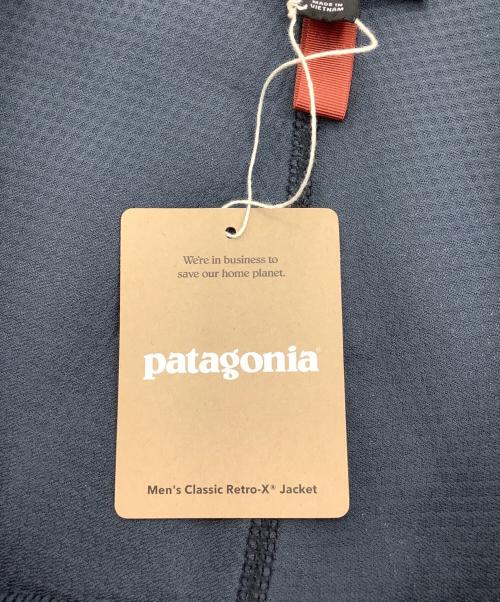 MADE IN
VIETNAM
We're in business to
save our home planet.
patagonia®
Men's Classic Retro-X® Jacket